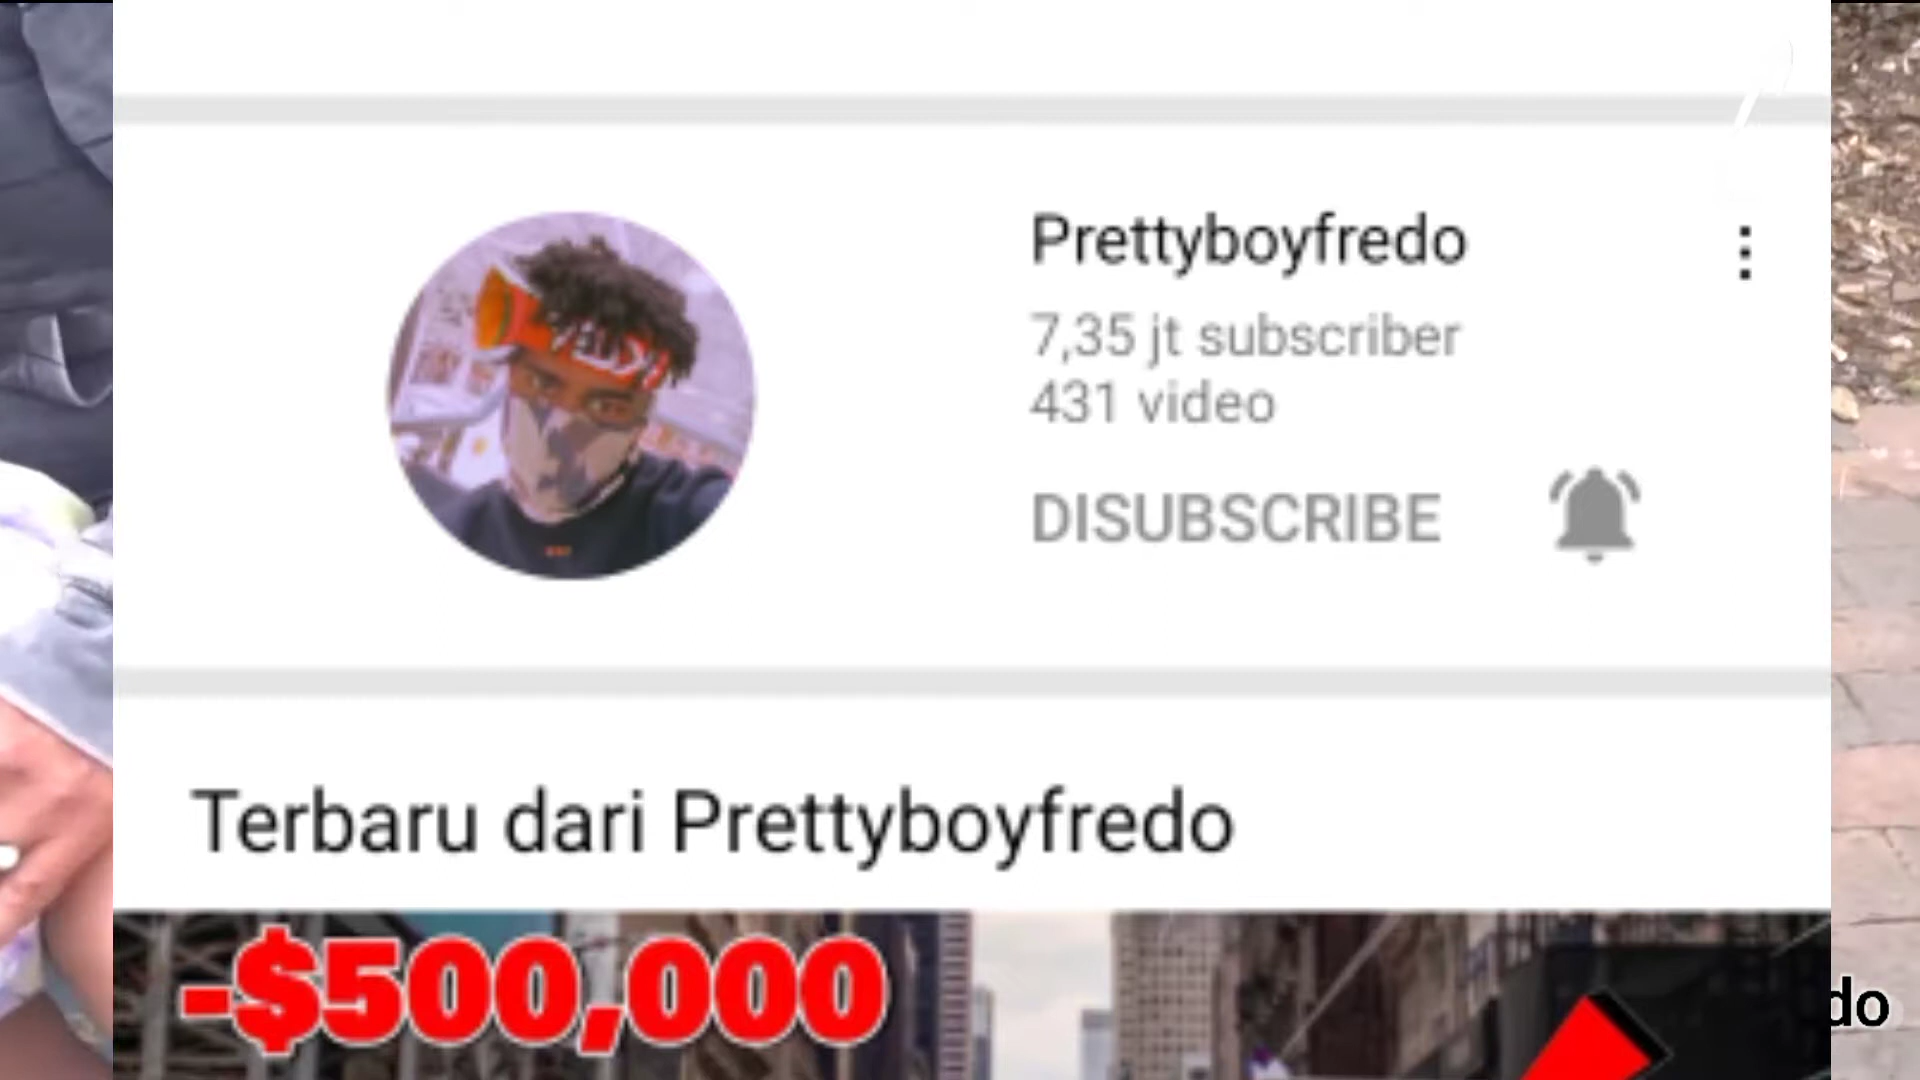 Prettyboyfredo
7,35 jt subscriber
431 video
DISUBSCRIBE
Terbaru dari Prettyboyfredo
-$500,000
do